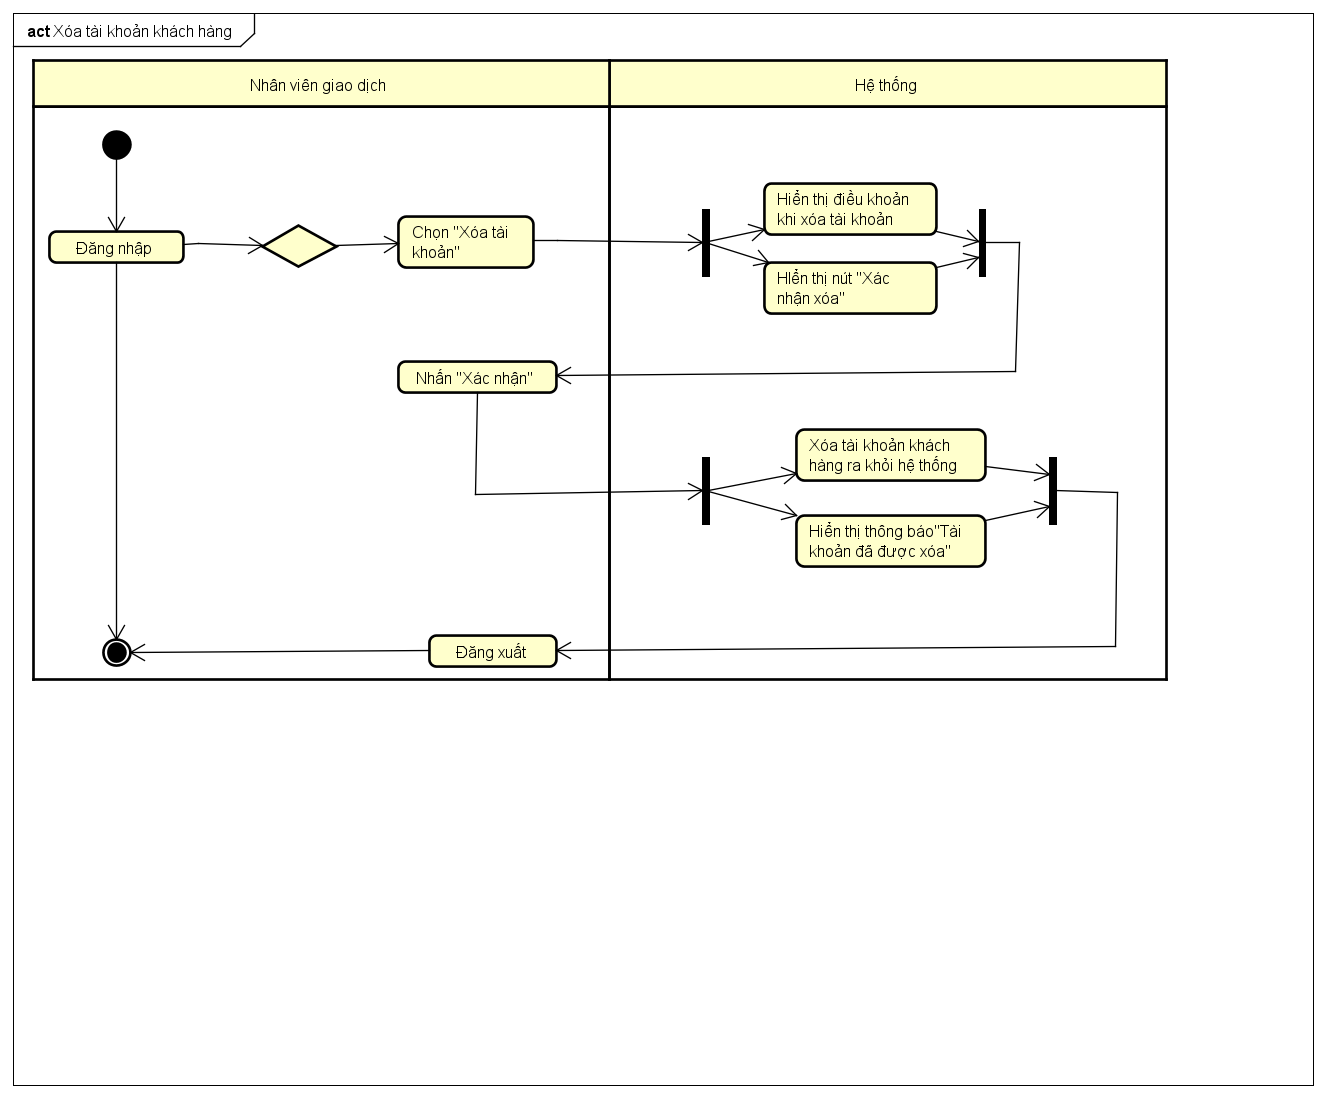 act Xóa tài khoản khách hàng
Nhân viên giao dịch
Hệ thống
Đăng nhập
Chọn "Xóa tài
khoản"
Hiển thị điều khoản
khi xóa tài khoản
HIển thị nút "Xác
nhận xóa"
Nhấn "Xác nhận"
Xóa tài khoản khách
hàng ra khỏi hệ thống
Hiển thị thông báo"Tài
khoản đã được xóa"
Đăng xuất